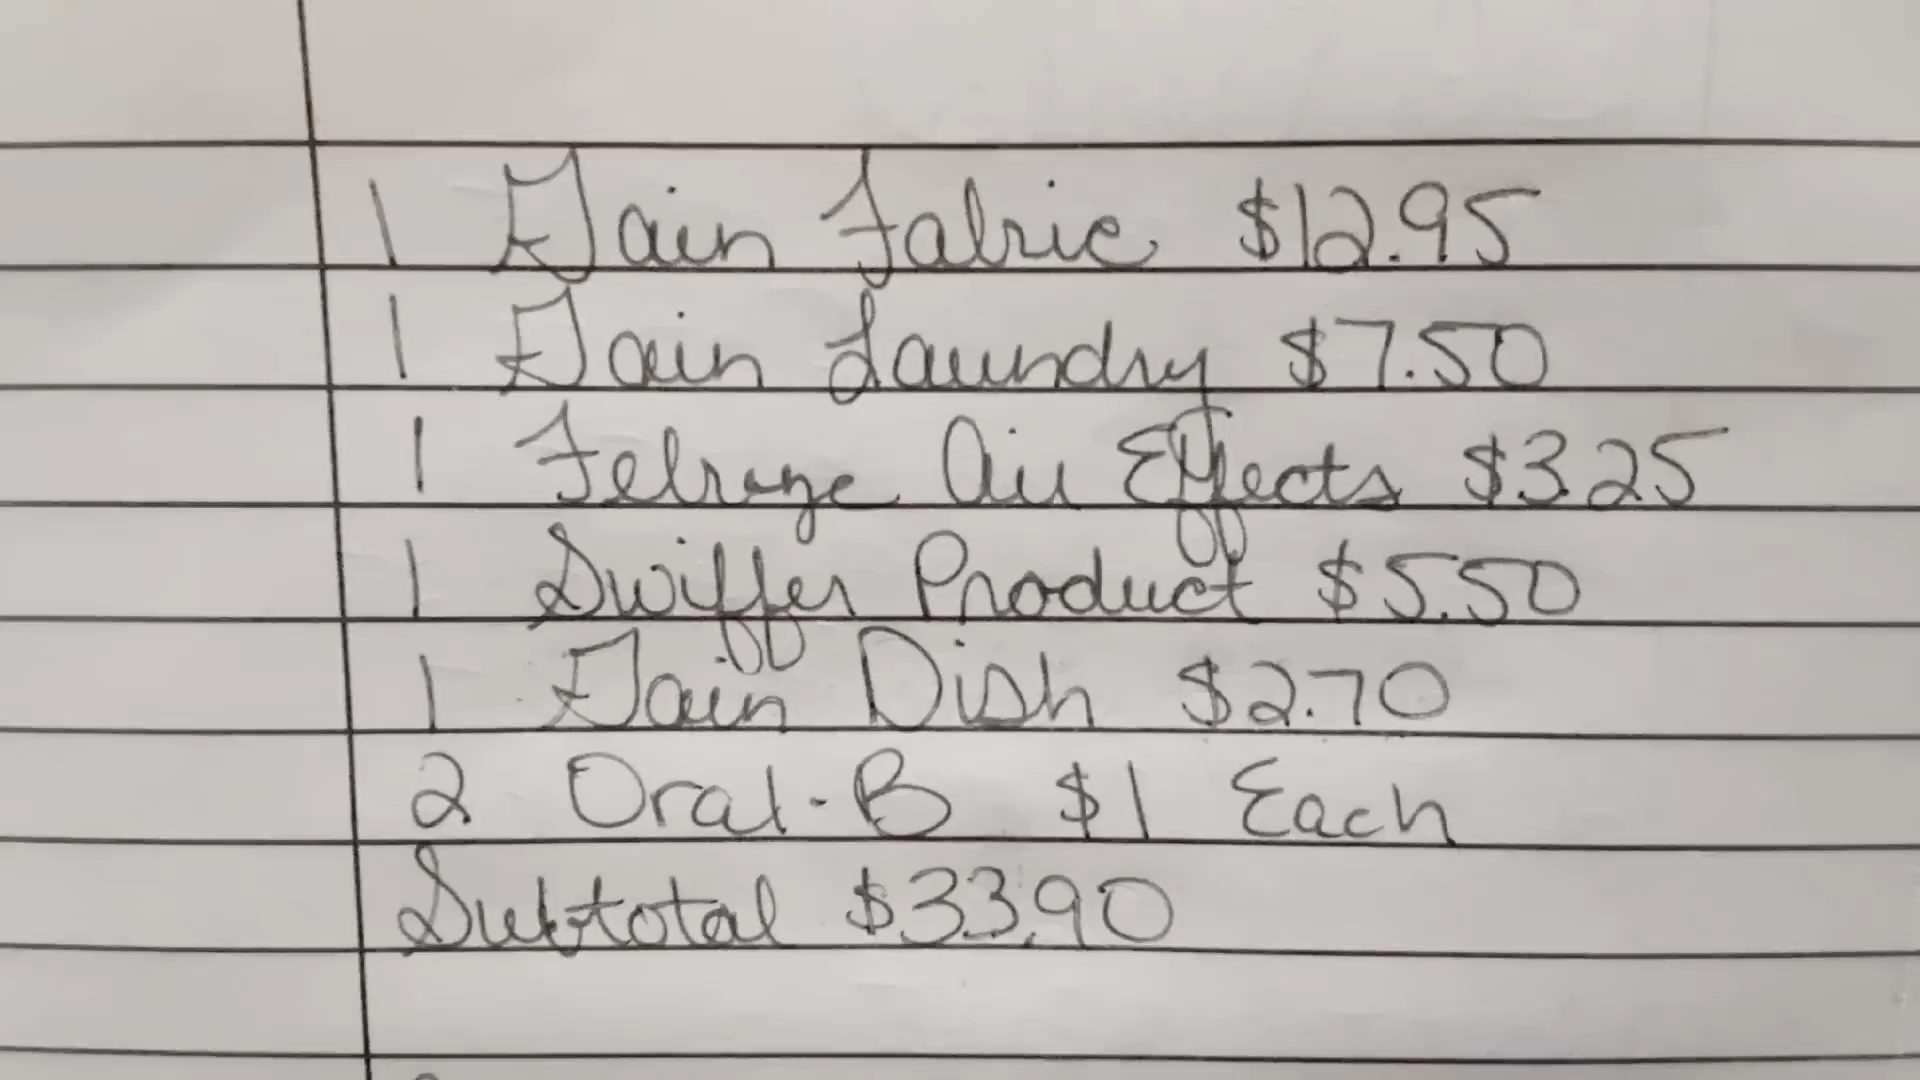 1 Gain Fabric $12.95
1 Gain Laundry $7.50
1 Febreze Air Effects $3.25
1 Swiffer Product $5.50
1 Gain Dish $2.70
2 Oral-B $1 Each
Subtotal $33.90